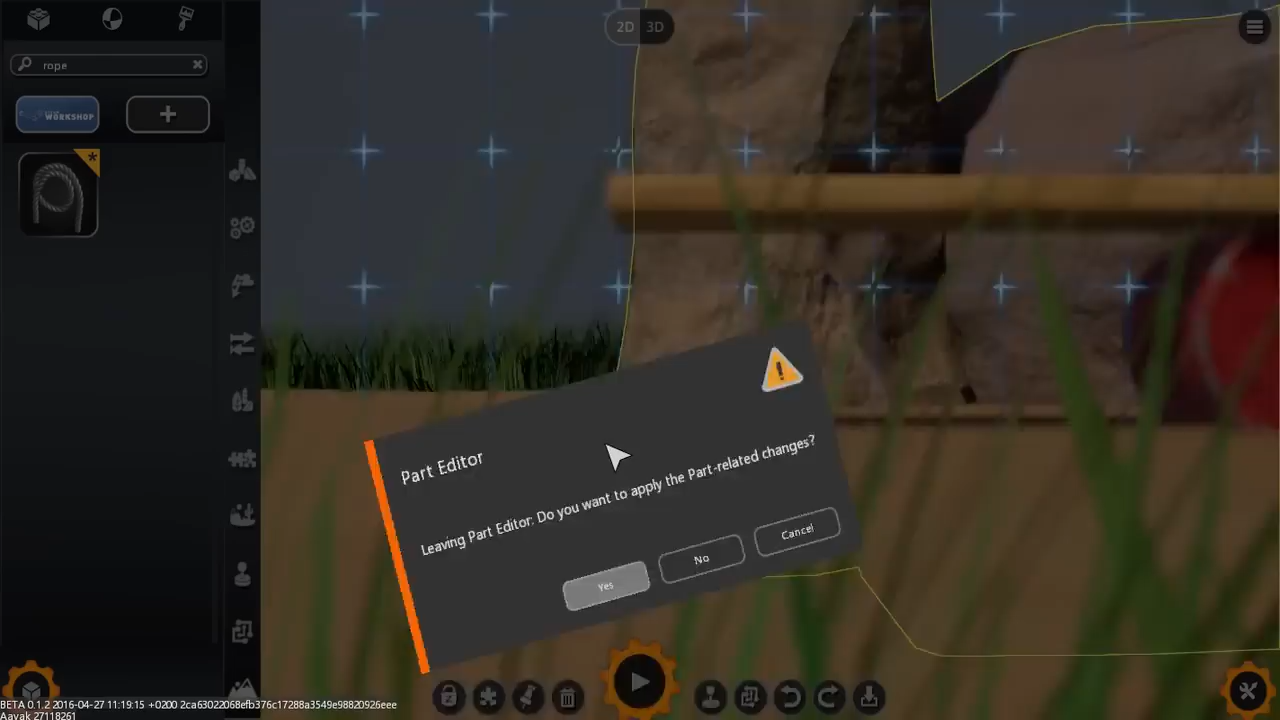 2D 3D
rope
WORKSHOP
Part Editor
Leaving Part Editor: Do you want to apply the Part-related changes?
Yes No Cancel
BETA 0.1.2 2016-04-27 11:19:15 +0200 2ca63022068efb376c17288a3549e98820926eee
Aavak 27118261